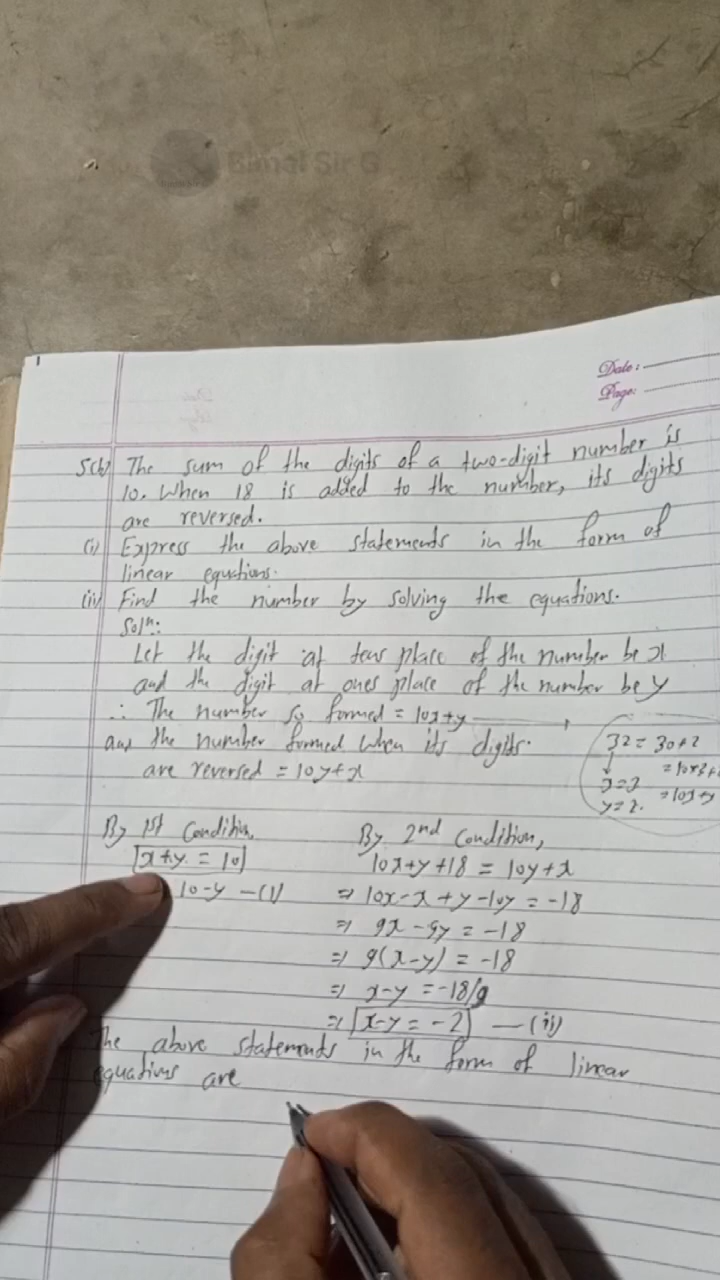 Bimal Sir G
Date:
Page:
5(b) The sum of the digits of a two-digit number is
10. When 18 is added to the number, its digits
are reversed.
(i) Express the above statements in the form of
linear equations.
(ii) Find the number by solving the equations.
Solⁿ:
Let the digit at tens place of the number be x
and the digit at ones place of the number be y
∴ The number so formed = 10x+y
and the number formed when its digits
are reversed = 10y+x
32 = 30+2
= 10×3+2
x=3
= 10x+y
y=2.
By 1st Condition,
x+y = 10
10-y —(i)
By 2nd Condition,
10x+y+18 = 10y+x
⇒ 10x-x+y-10y = -18
⇒ 9x-9y = -18
⇒ 9(x-y) = -18
⇒ x-y = -18/9
⇒ x-y = -2 —(ii)
The above statements in the form of linear
equations are